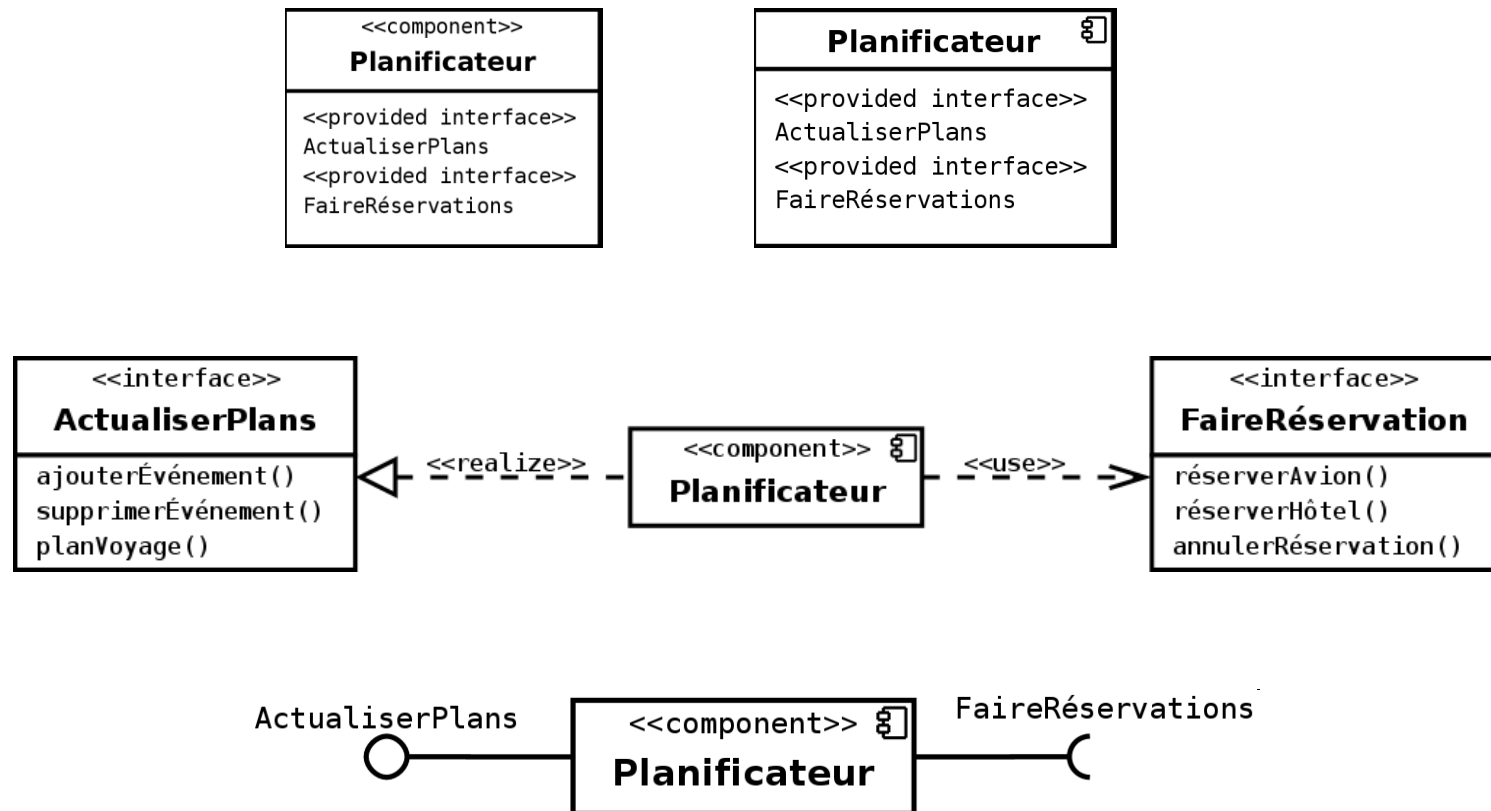 <<component>>
Planificateur
<<provided interface>>
ActualiserPlans
<<provided interface>>
FaireRéservations
Planificateur
<<provided interface>>
ActualiserPlans
<<provided interface>>
FaireRéservations
<<interface>>
ActualiserPlans
ajouterÉvénement()
supprimerÉvénement()
planVoyage()
<<realize>>
<<component>>
Planificateur
<<use>>
<<interface>>
FaireRéservation
réserverAvion()
réserverHôtel()
annulerRéservation()
ActualiserPlans
<<component>>
Planificateur
FaireRéservations